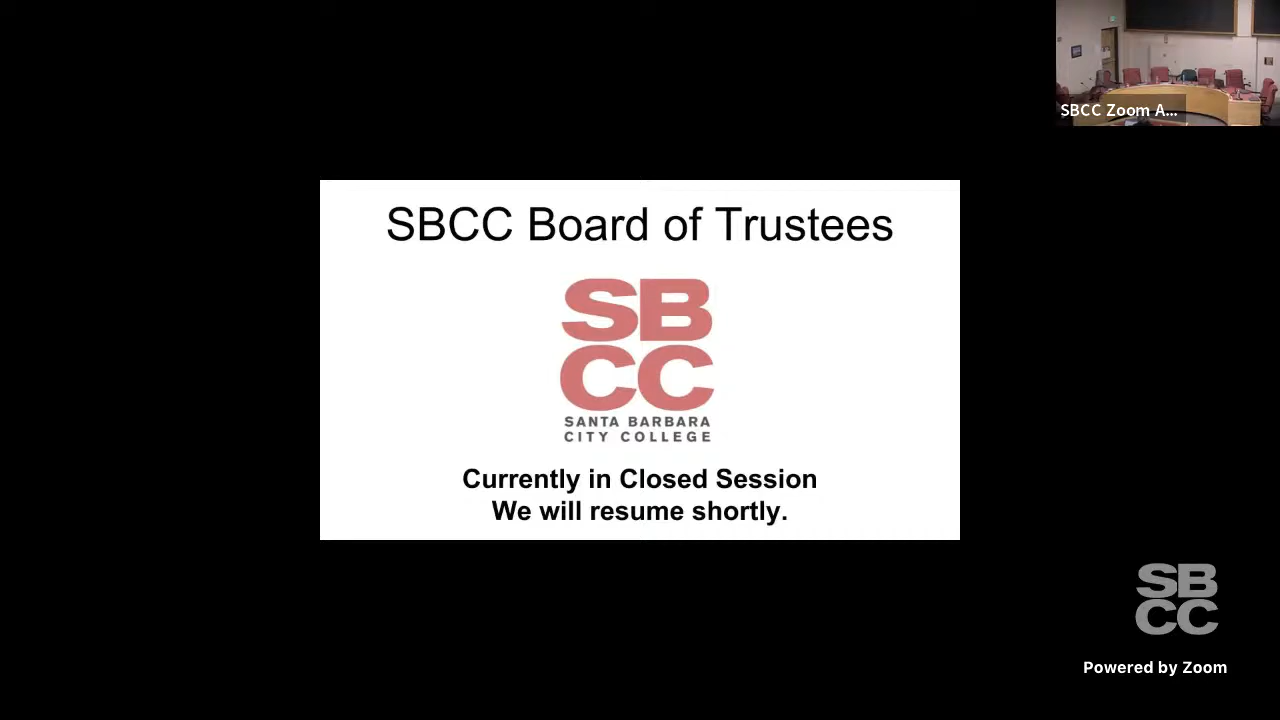 SBCC Zoom A...
SBCC Board of Trustees
SB
CC
SANTA BARBARA
CITY COLLEGE
Currently in Closed Session
We will resume shortly.
SB
CC
Powered by Zoom